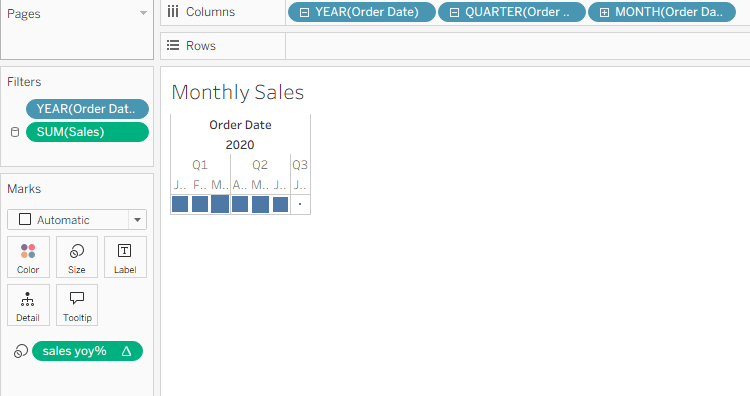 Pages
Columns
YEAR(Order Date)
QUARTER(Order ..
MONTH(Order Da..
Rows
Filters
YEAR(Order Dat..
SUM(Sales)
Marks
Automatic
Color
Size
Label
Detail
Tooltip
sales yoy%
Monthly Sales
Order Date
2020
Q1 Q2 Q3
J.. F.. M.. A.. M.. J.. J..